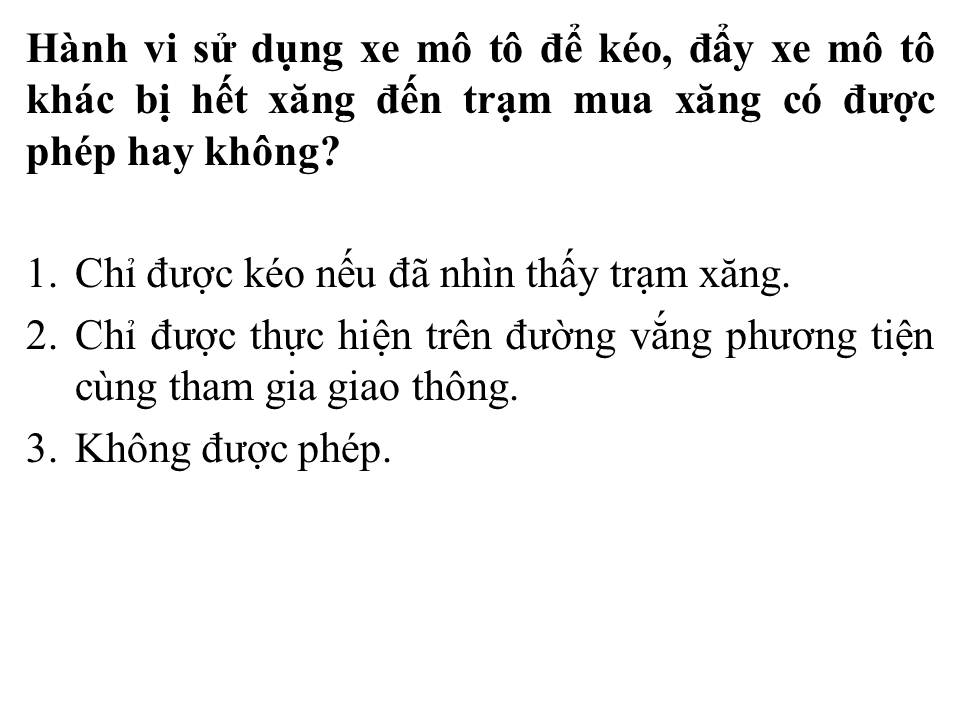 Hành vi sử dụng xe mô tô để kéo, đẩy xe mô tô
khác bị hết xăng đến trạm mua xăng có được
phép hay không?
1. Chỉ được kéo nếu đã nhìn thấy trạm xăng.
2. Chỉ được thực hiện trên đường vắng phương tiện
cùng tham gia giao thông.
3. Không được phép.